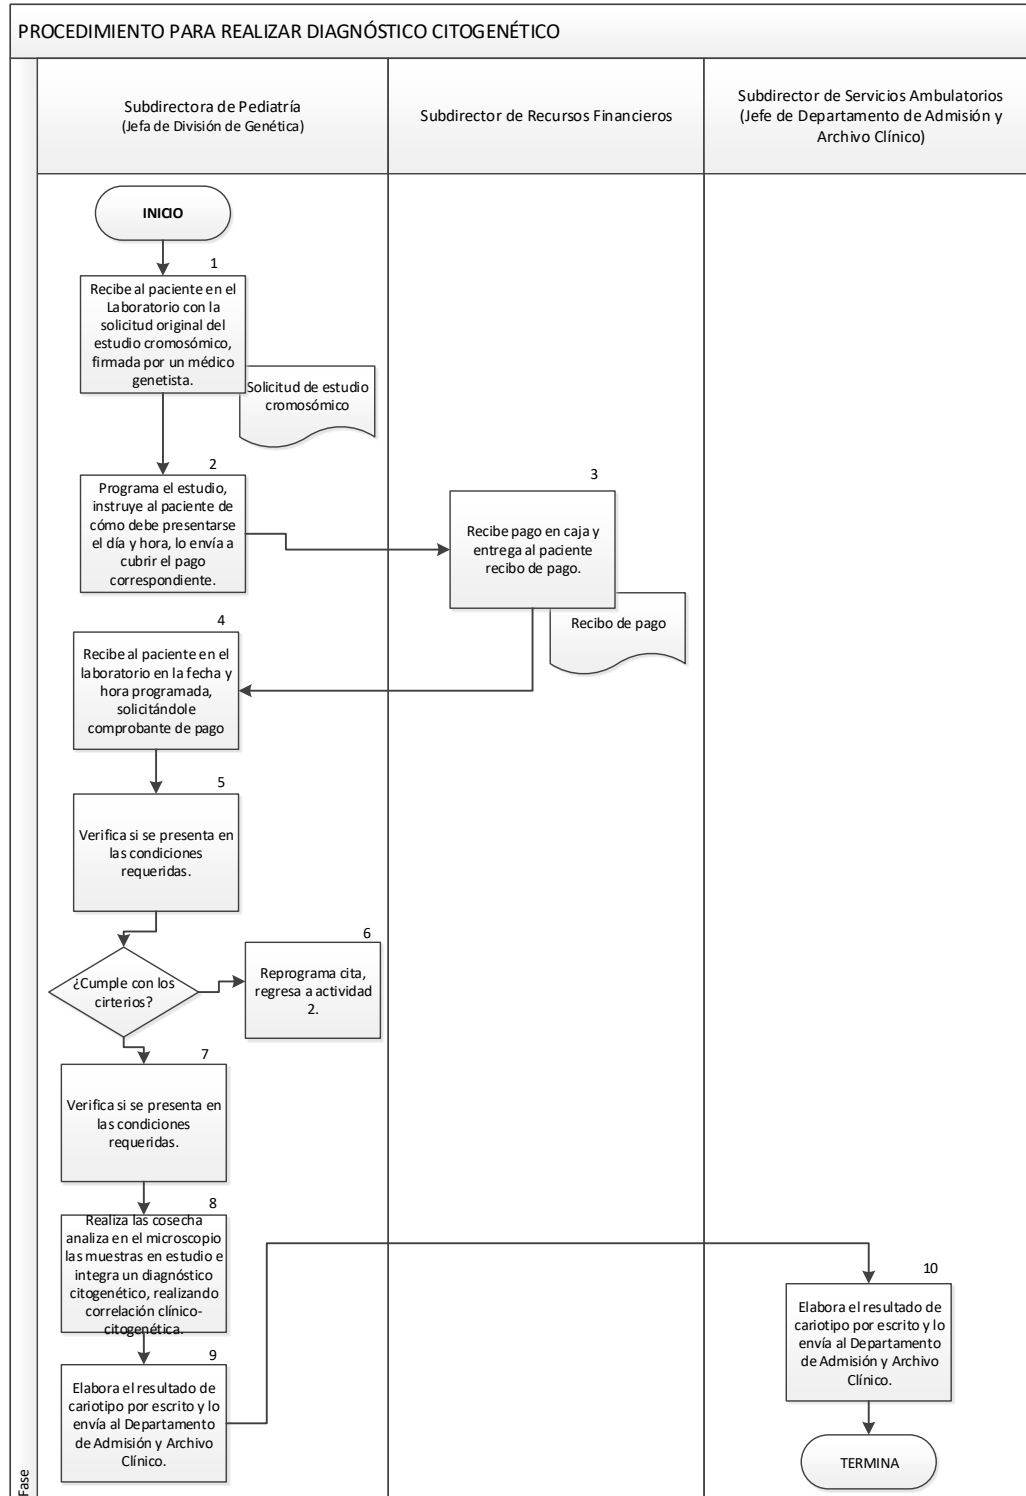 PROCEDIMIENTO PARA REALIZAR DIAGNÓSTICO CITOGENÉTICO
Subdirectora de Pediatría
(Jefa de División de Genética)
Subdirector de Recursos Financieros
Subdirector de Servicios Ambulatorios
(Jefe de Departamento de Admisión y
Archivo Clínico)
INICIO
1
Recibe al paciente en el
Laboratorio con la
solicitud original del
estudio cromosómico,
firmada por un médico
genetista.
Solicitud de estudio
cromosómico
2
Programa el estudio,
instruye al paciente de
cómo debe presentarse
el día y hora, lo envía a
cubrir el pago
correspondiente.
3
Recibe pago en caja y
entrega al paciente
recibo de pago.
Recibo de pago
4
Recibe al paciente en el
laboratorio en la fecha y
hora programada,
solicitándole
comprobante de pago
5
Verifica si se presenta en
las condiciones
requeridas.
¿Cumple con los
cirterios?
6
Reprograma cita,
regresa a actividad
2.
7
Verifica si se presenta en
las condiciones
requeridas.
8
Realiza las cosecha
analiza en el microscopio
las muestras en estudio e
integra un diagnóstico
citogenético, realizando
correlación clínico-
citogenética.
9
Elabora el resultado de
cariotipo por escrito y lo
envía al Departamento
de Admisión y Archivo
Clínico.
10
Elabora el resultado de
cariotipo por escrito y lo
envía al Departamento
de Admisión y Archivo
Clínico.
TERMINA
Fase